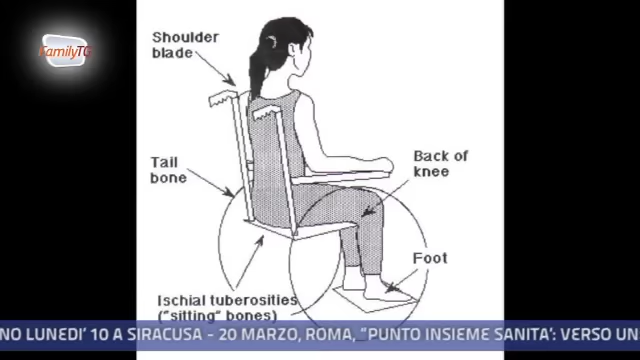 FamilyTG
Shoulder
blade
Tail
bone
Back of
knee
Foot
Ischial tuberosities
("sitting" bones)
NO LUNEDI' 10 A SIRACUSA - 20 MARZO, ROMA, "PUNTO INSIEME SANITA': VERSO UN